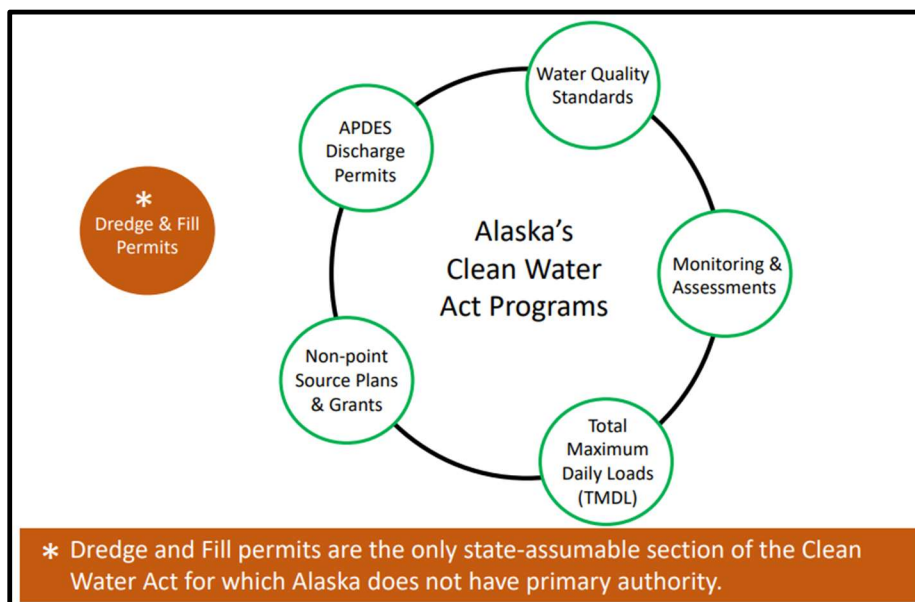 Water Quality
Standards
APDES
Discharge
Permits
*
Dredge & Fill
Permits
Alaska's
Clean Water
Act Programs
Monitoring &
Assessments
Non-point
Source Plans
& Grants
Total
Maximum
Daily Loads
(TMDL)
* Dredge and Fill permits are the only state-assumable section of the Clean
Water Act for which Alaska does not have primary authority.